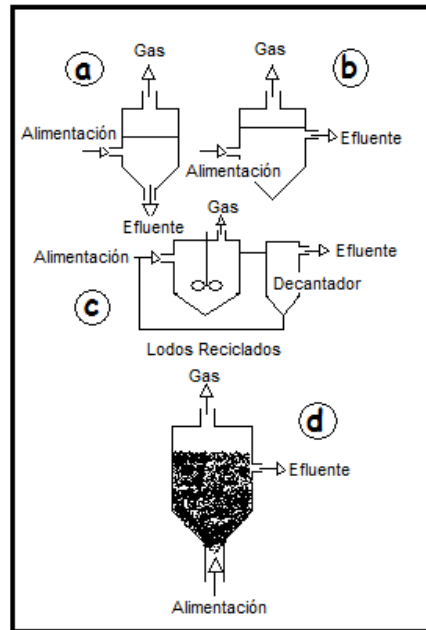 Gas
a
Alimentación
Efluente
Gas
b
Efluente
Alimentación
Gas
Alimentación
Efluente
Decantador
c
Lodos Reciclados
Gas
d
Efluente
Alimentación